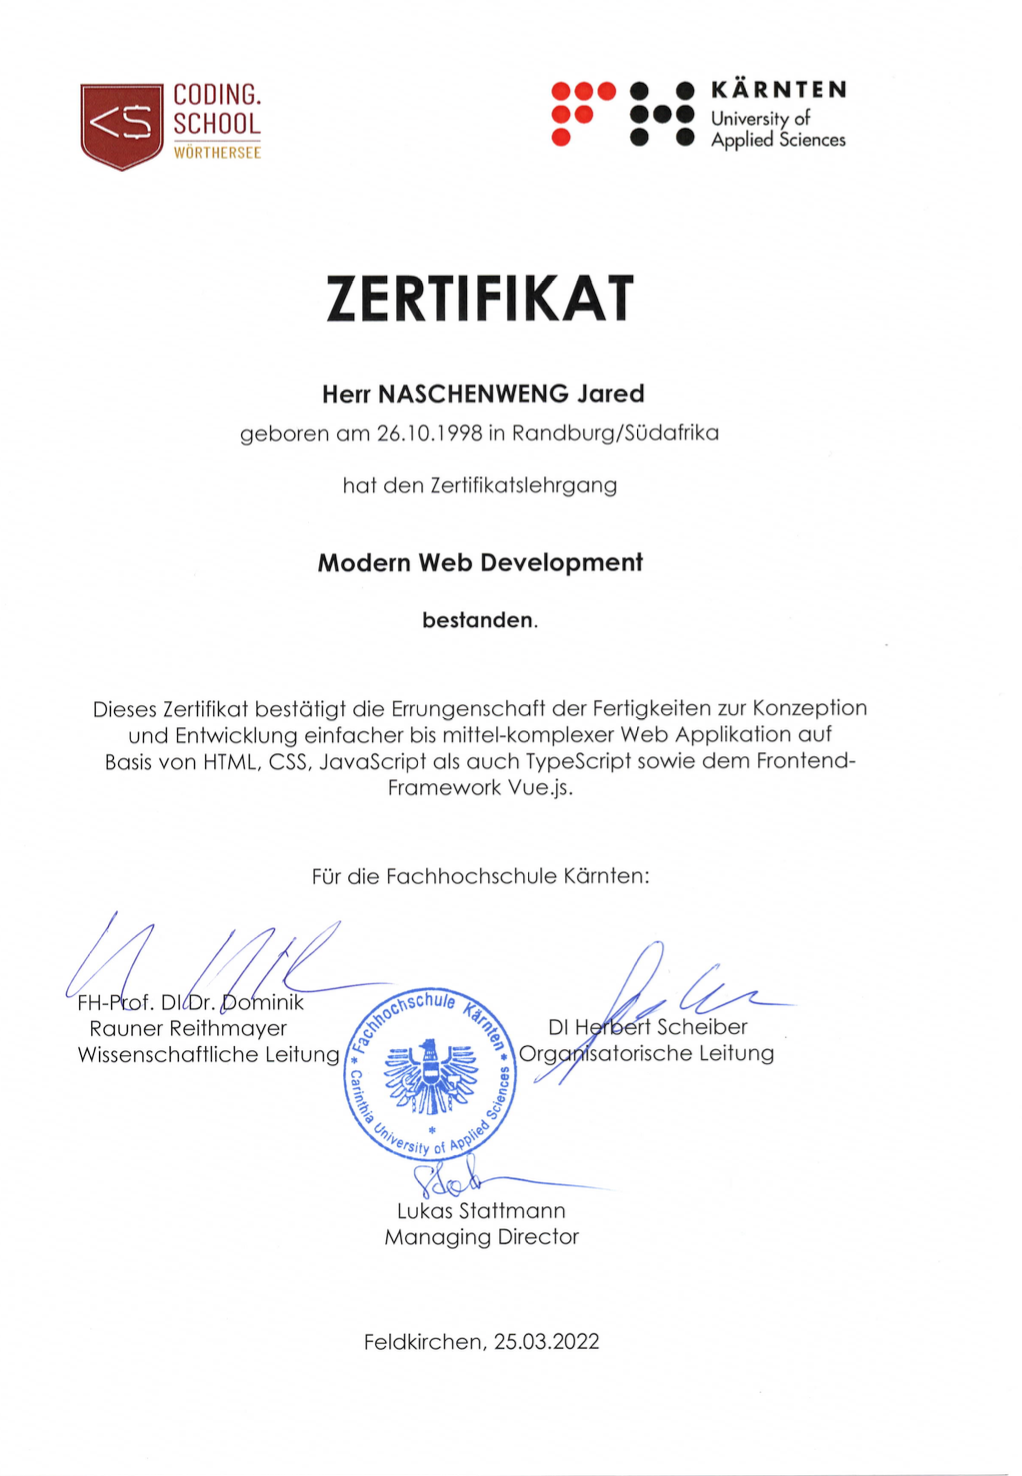 CODING.
SCHOOL
WÖRTHERSEE
KÄRNTEN
University of
Applied Sciences
ZERTIFIKAT
Herr NASCHENWENG Jared
geboren am 26.10.1998 in Randburg/Südafrika
hat den Zertifikatslehrgang
Modern Web Development
bestanden.
Dieses Zertifikat bestätigt die Errungenschaft der Fertigkeiten zur Konzeption
und Entwicklung einfacher bis mittel-komplexer Web Applikation auf
Basis von HTML, CSS, JavaScript als auch TypeScript sowie dem Frontend-
Framework Vue.js.
Für die Fachhochschule Kärnten:
FH-Prof. DI Dr. Dominik
Rauner Reithmayer
Wissenschaftliche Leitung
* Fachhochschule Kärnten *
Carinthia University of Applied Sciences
DI Herbert Scheiber
Organisatorische Leitung
Lukas Stattmann
Managing Director
Feldkirchen, 25.03.2022